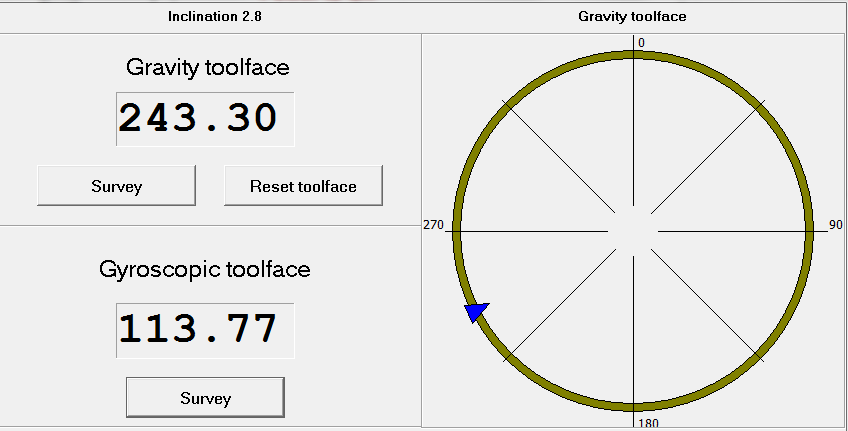 Inclination 2.8
Gravity toolface
243.30
Survey
Reset toolface
Gyroscopic toolface
113.77
Survey
Gravity toolface
0
270
90
180